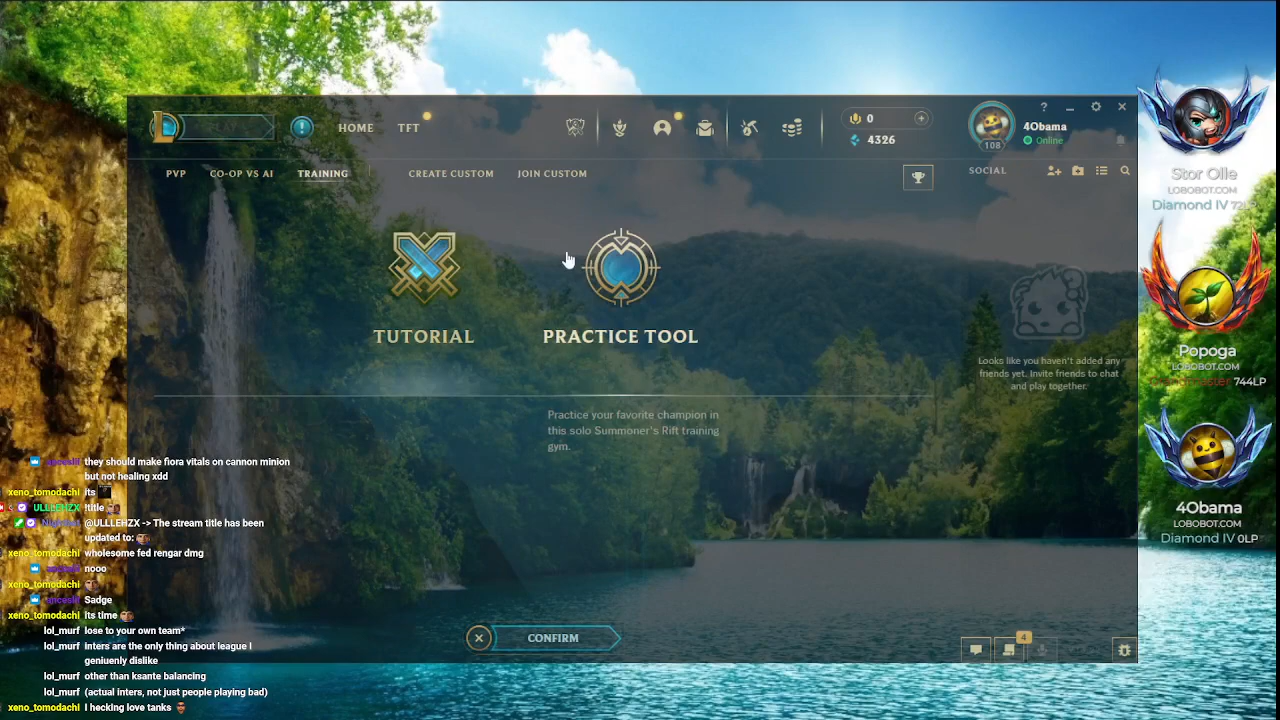 HOME
TFT
0
4326
108
4Obama
Online
PVP
CO-OP VS AI
TRAINING
CREATE CUSTOM
JOIN CUSTOM
SOCIAL
TUTORIAL
PRACTICE TOOL
Practice your favorite champion in
this solo Summoner's Rift training
gym.
Looks like you haven't added any
friends yet. Invite friends to chat
and play together.
CONFIRM
4
Stor Olle
LOBOBOT.COM
Diamond IV
Popoga
LOBOBOT.COM
744LP
4Obama
LOBOBOT.COM
Diamond IV 0LP
they should make fiora vitals on cannon minion
but not healing xdd
xeno_tomodachi its
ULLLEHZX !title
@ULLLEHZX -> The stream title has been
updated to:
xeno_tomodachi wholesome fed rengar dmg
nooo
xeno_tomodachi
Sadge
xeno_tomodachi its time
lol_murf lose to your own team*
lol_murf inters are the only thing about league I
geniuenly dislike
lol_murf other than ksante balancing
lol_murf (actual inters, not just people playing bad)
xeno_tomodachi I hecking love tanks